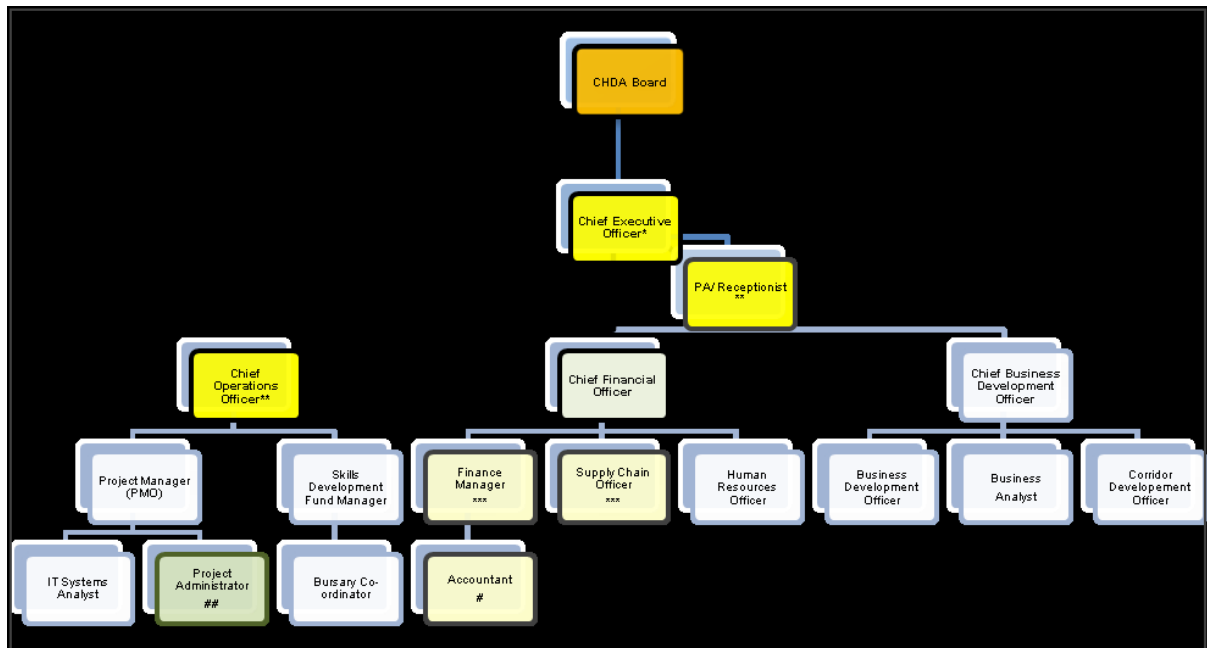 CHDA Board
Chief Executive
Officer*
PA/ Receptionist
**
Chief
Operations
Officer**
Chief Financial
Officer
Chief Business
Development
Officer
Project Manager
(PMO)
Skills
Development
Fund Manager
Finance
Manager
***
Supply Chain
Officer
***
Human
Resources
Officer
Business
Development
Officer
Business
Analyst
Corridor
Developement
Officer
IT Systems
Analyst
Project
Administrator
##
Bursary Co-
ordinator
Accountant
#